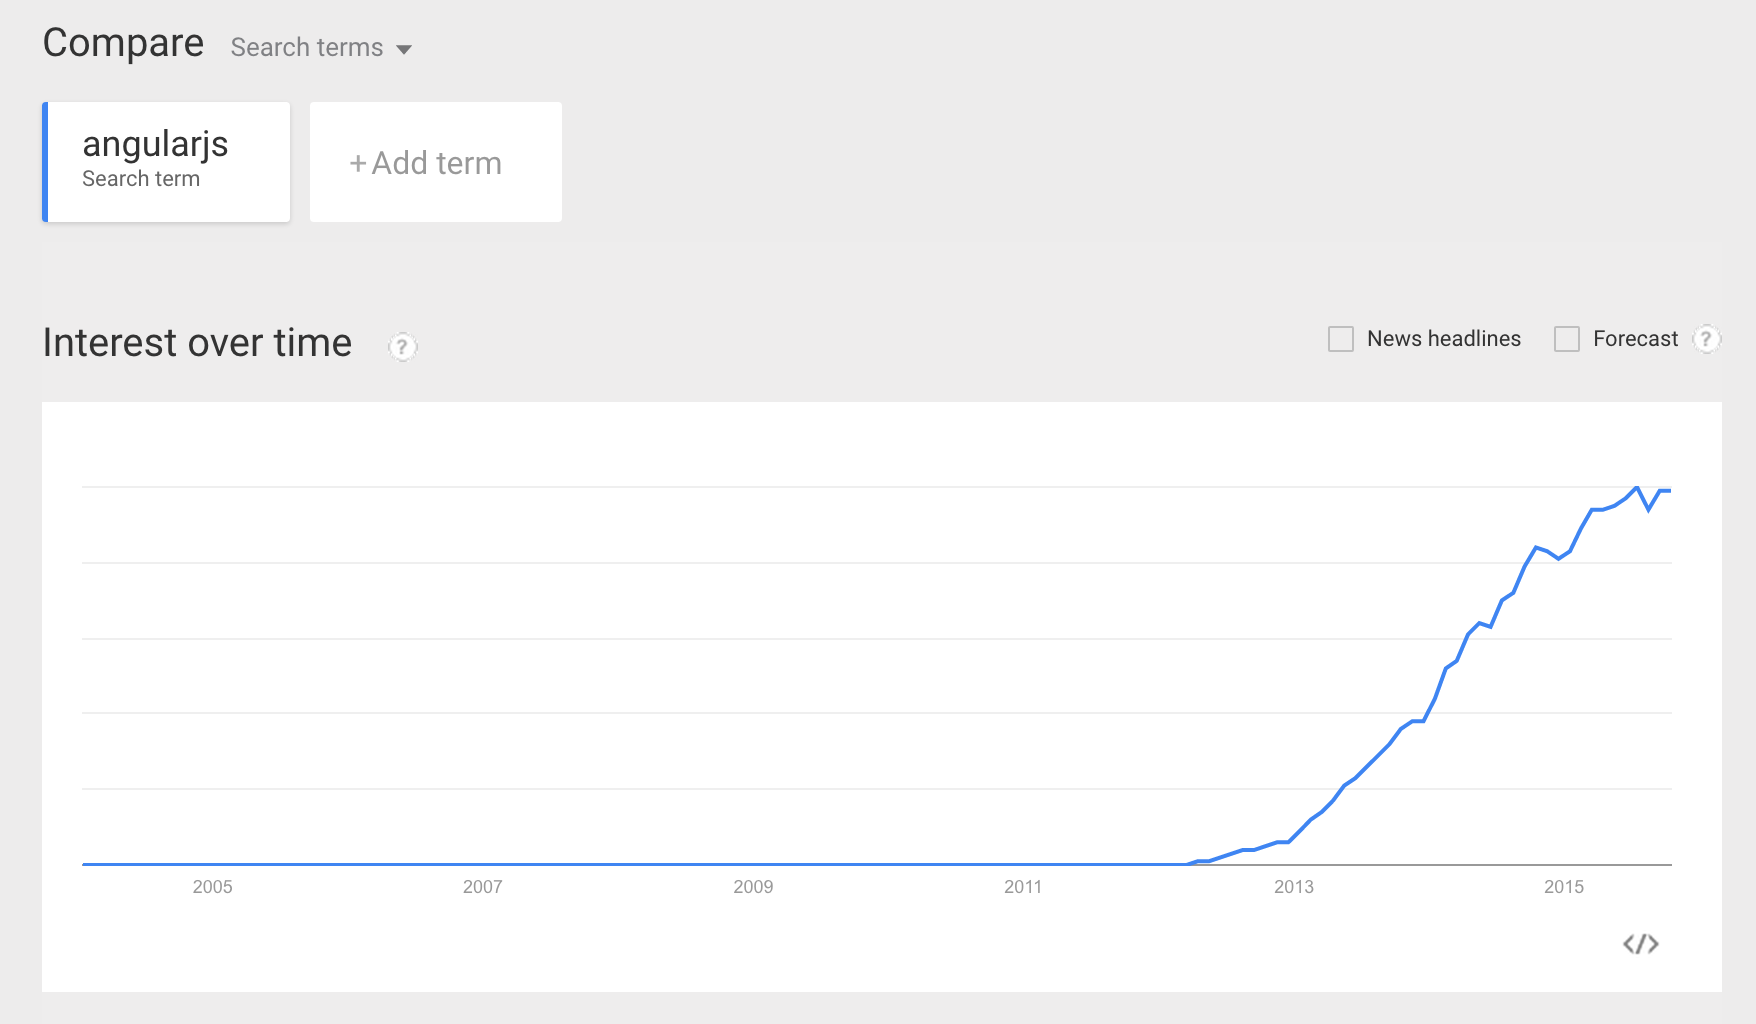 Compare Search terms
angularjs
Search term
+ Add term
Interest over time ?
News headlines Forecast ?
2005 2007 2009 2011 2013 2015
</>